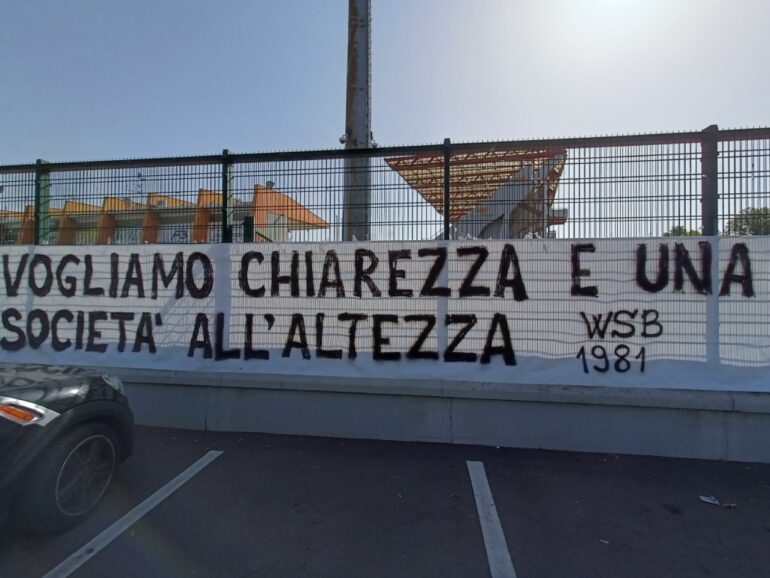 VOGLIAMO CHIAREZZA E UNA
SOCIETA' ALL'ALTEZZA WSB
1981